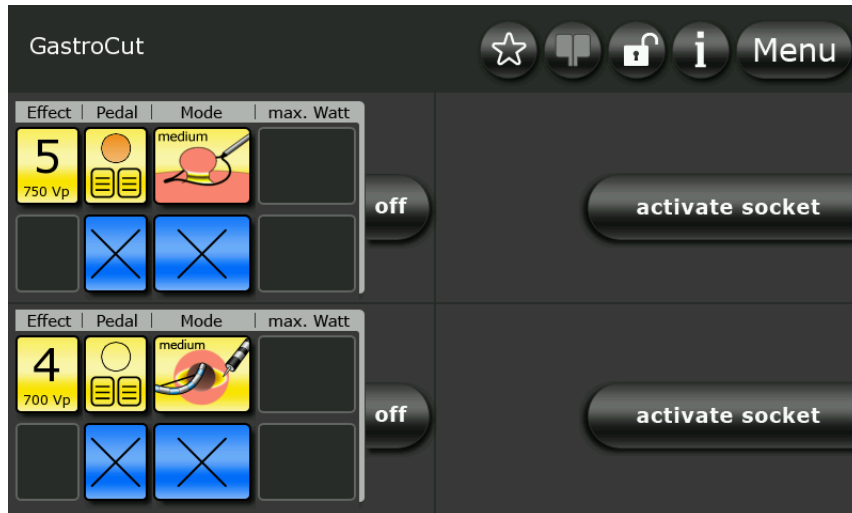 GastroCut
i
Menu
Effect | Pedal | Mode | max. Watt
5
750 Vp
medium
off
activate socket
Effect | Pedal | Mode | max. Watt
4
700 Vp
medium
off
activate socket